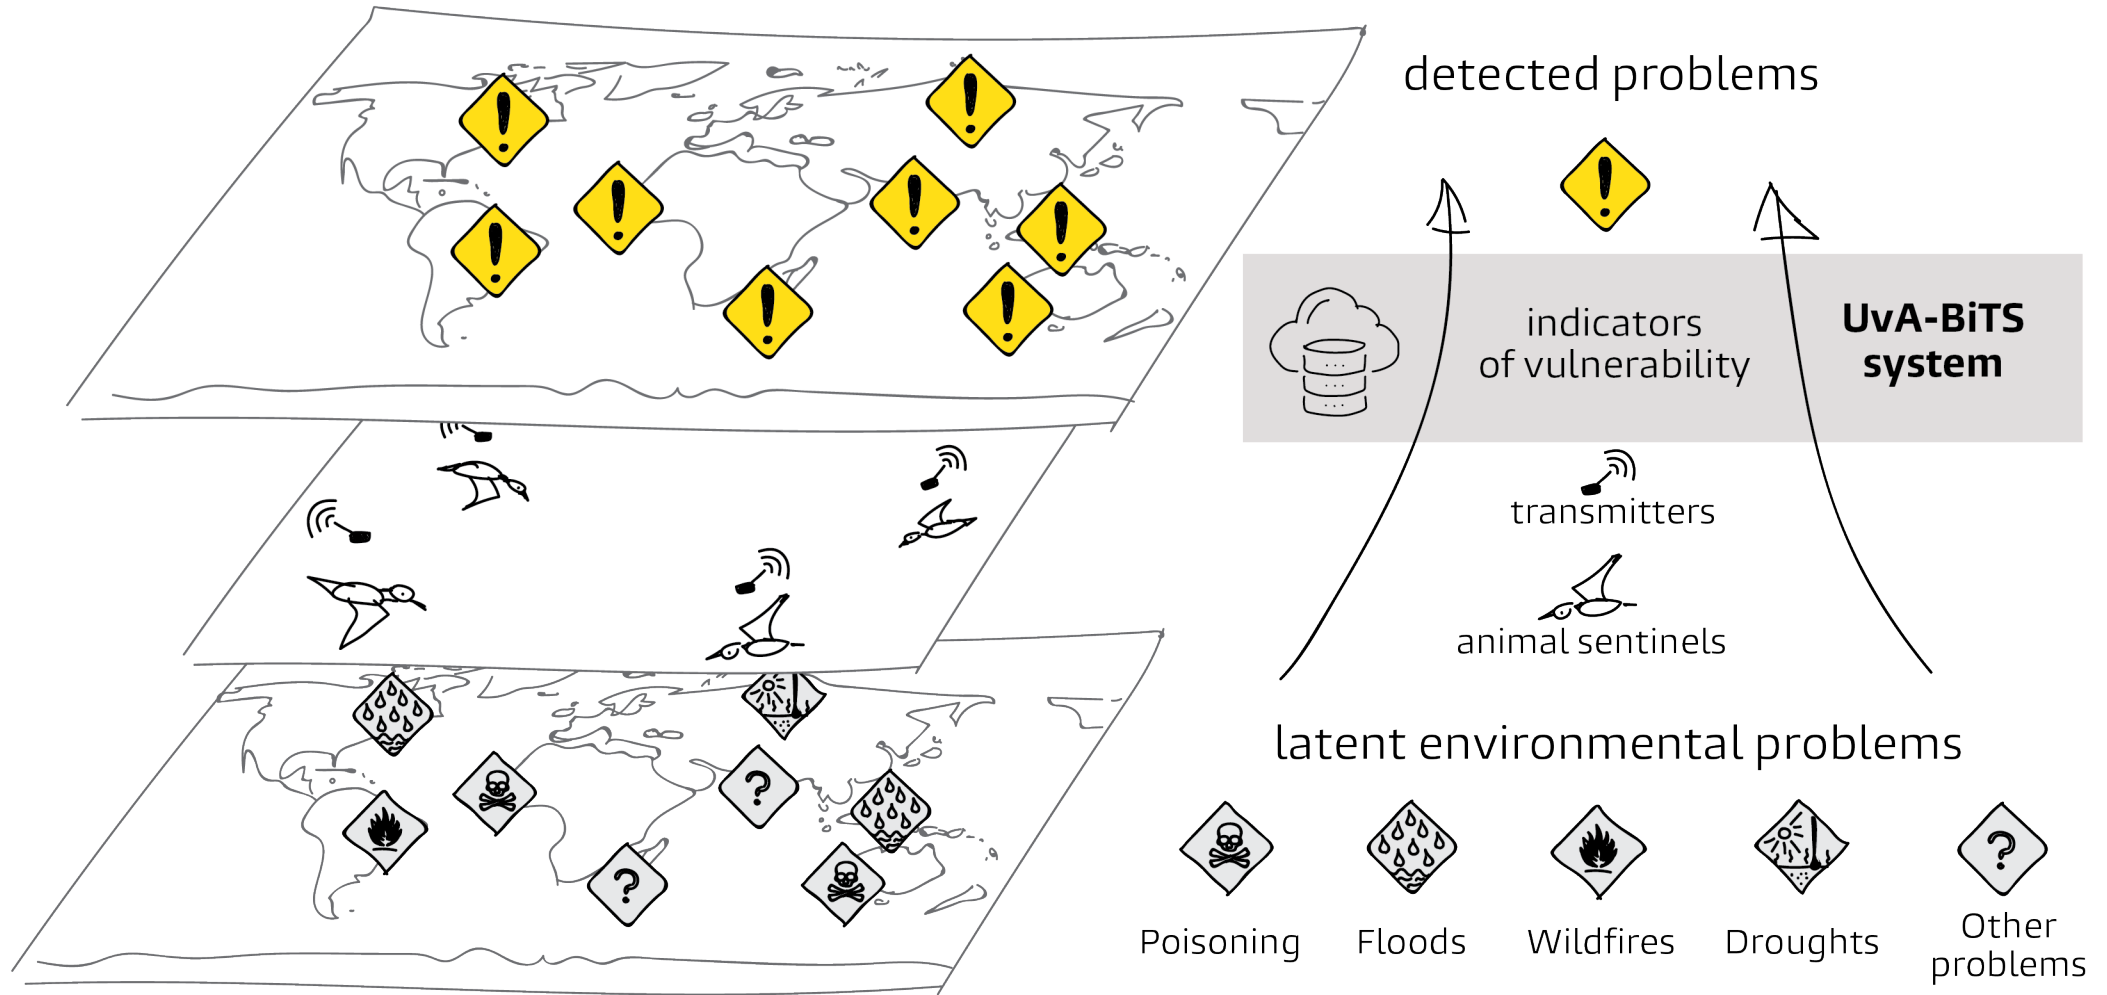 detected problems
indicators
of vulnerability
UvA-BiTS
system
transmitters
animal sentinels
latent environmental problems
Poisoning
Floods
Wildfires
Droughts
Other
problems